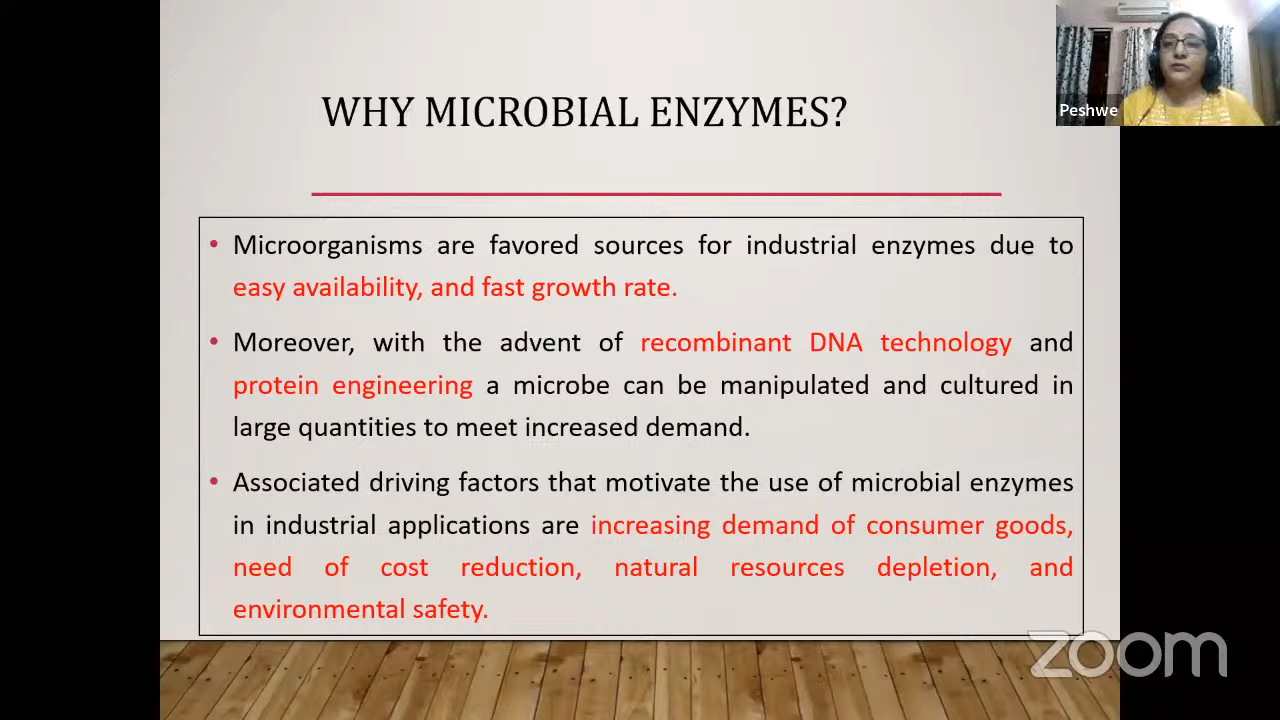 WHY MICROBIAL ENZYMES?
Peshwe
• Microorganisms are favored sources for industrial enzymes due to
easy availability, and fast growth rate.
• Moreover, with the advent of recombinant DNA technology and
protein engineering a microbe can be manipulated and cultured in
large quantities to meet increased demand.
• Associated driving factors that motivate the use of microbial enzymes
in industrial applications are increasing demand of consumer goods,
need of cost reduction, natural resources depletion, and
environmental safety.
zoom